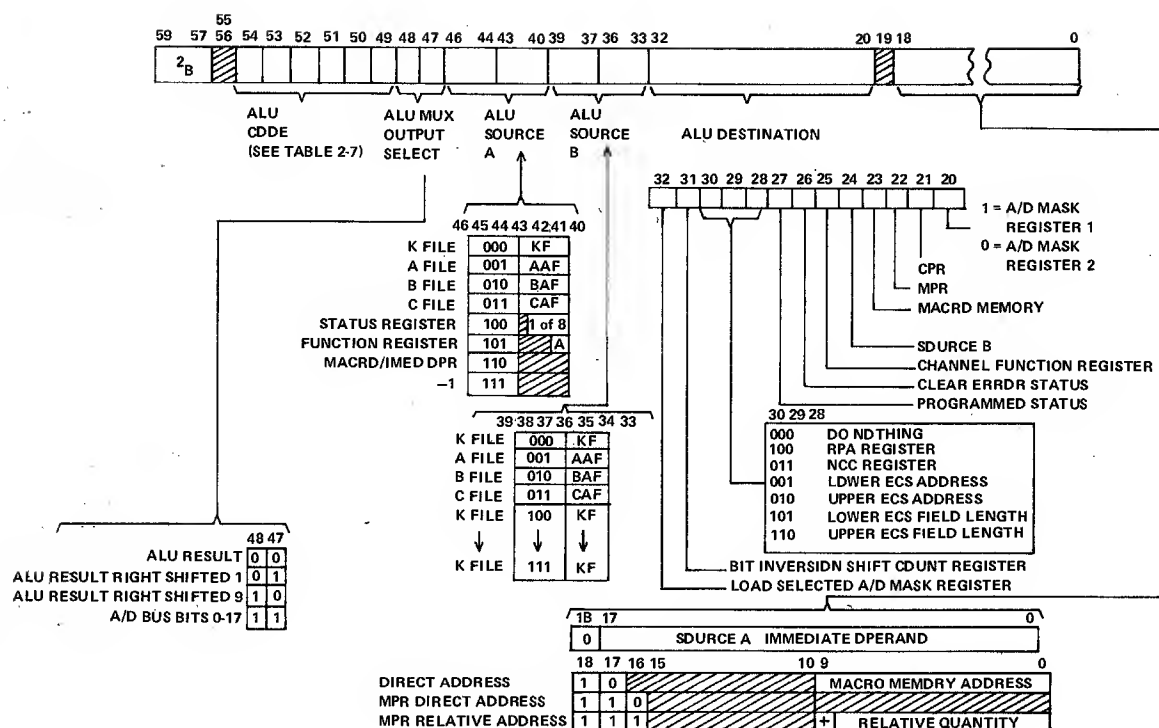 55
59 57 56 54 53 52 51 50 49 48 47 46 44 43 40 39 37 36 33 32 20 19 18 0
2B
ALU CDDE (SEE TABLE 2-7)
ALU MUX OUTPUT SELECT
ALU SOURCE A
ALU SOURCE B
ALU DESTINATION
32 31 30 29 28 27 26 25 24 23 22 21 20
1 = A/D MASK REGISTER 1
0 = A/D MASK REGISTER 2
CPR
MPR
MACRD MEMORY
SDURCE B
CHANNEL FUNCTION REGISTER
CLEAR ERRDR STATUS
PROGRAMMED STATUS
46 45 44 43 42 41 40
K FILE 000 KF
A FILE 001 AAF
B FILE 010 BAF
C FILE 011 CAF
STATUS REGISTER 100 1 of 8
FUNCTION REGISTER 101 A
MACRD/IMED DPR 110
−1 111
39 38 37 36 35 34 33
K FILE 000 KF
A FILE 001 AAF
B FILE 010 BAF
C FILE 011 CAF
K FILE 100 KF
K FILE 111 KF
30 29 28
000 DO NDTHING
100 RPA REGISTER
011 NCC REGISTER
001 LDWER ECS ADDRESS
010 UPPER ECS ADDRESS
101 LOWER ECS FIELD LENGTH
110 UPPER ECS FIELD LENGTH
BIT INVERSIDN SHIFT CDUNT REGISTER
LOAD SELECTED A/D MASK REGISTER
48 47
ALU RESULT 0 0
ALU RESULT RIGHT SHIFTED 1 0 1
ALU RESULT RIGHT SHIFTED 9 1 0
A/D BUS BITS 0-17 1 1
1B 17 0
0 SDURCE A IMMEDIATE DPERAND
18 17 16 15 10 9 0
DIRECT ADDRESS 1 0 MACRO MEMDRY ADDRESS
MPR DIRECT ADDRESS 1 1 0
MPR RELATIVE ADDRESS 1 1 1 + RELATIVE QUANTITY